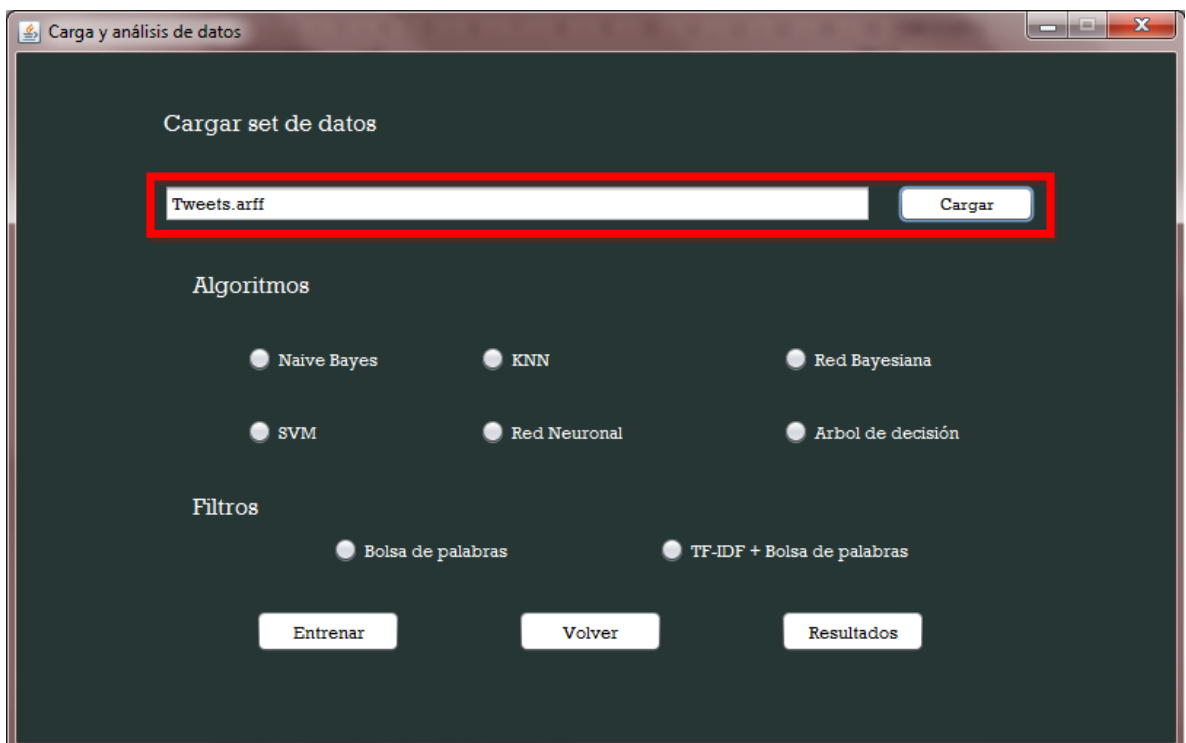 Carga y análisis de datos
Cargar set de datos
Tweets.arff Cargar
Algoritmos
Naive Bayes KNN Red Bayesiana
SVM Red Neuronal Arbol de decisión
Filtros
Bolsa de palabras TF-IDF + Bolsa de palabras
Entrenar Volver Resultados